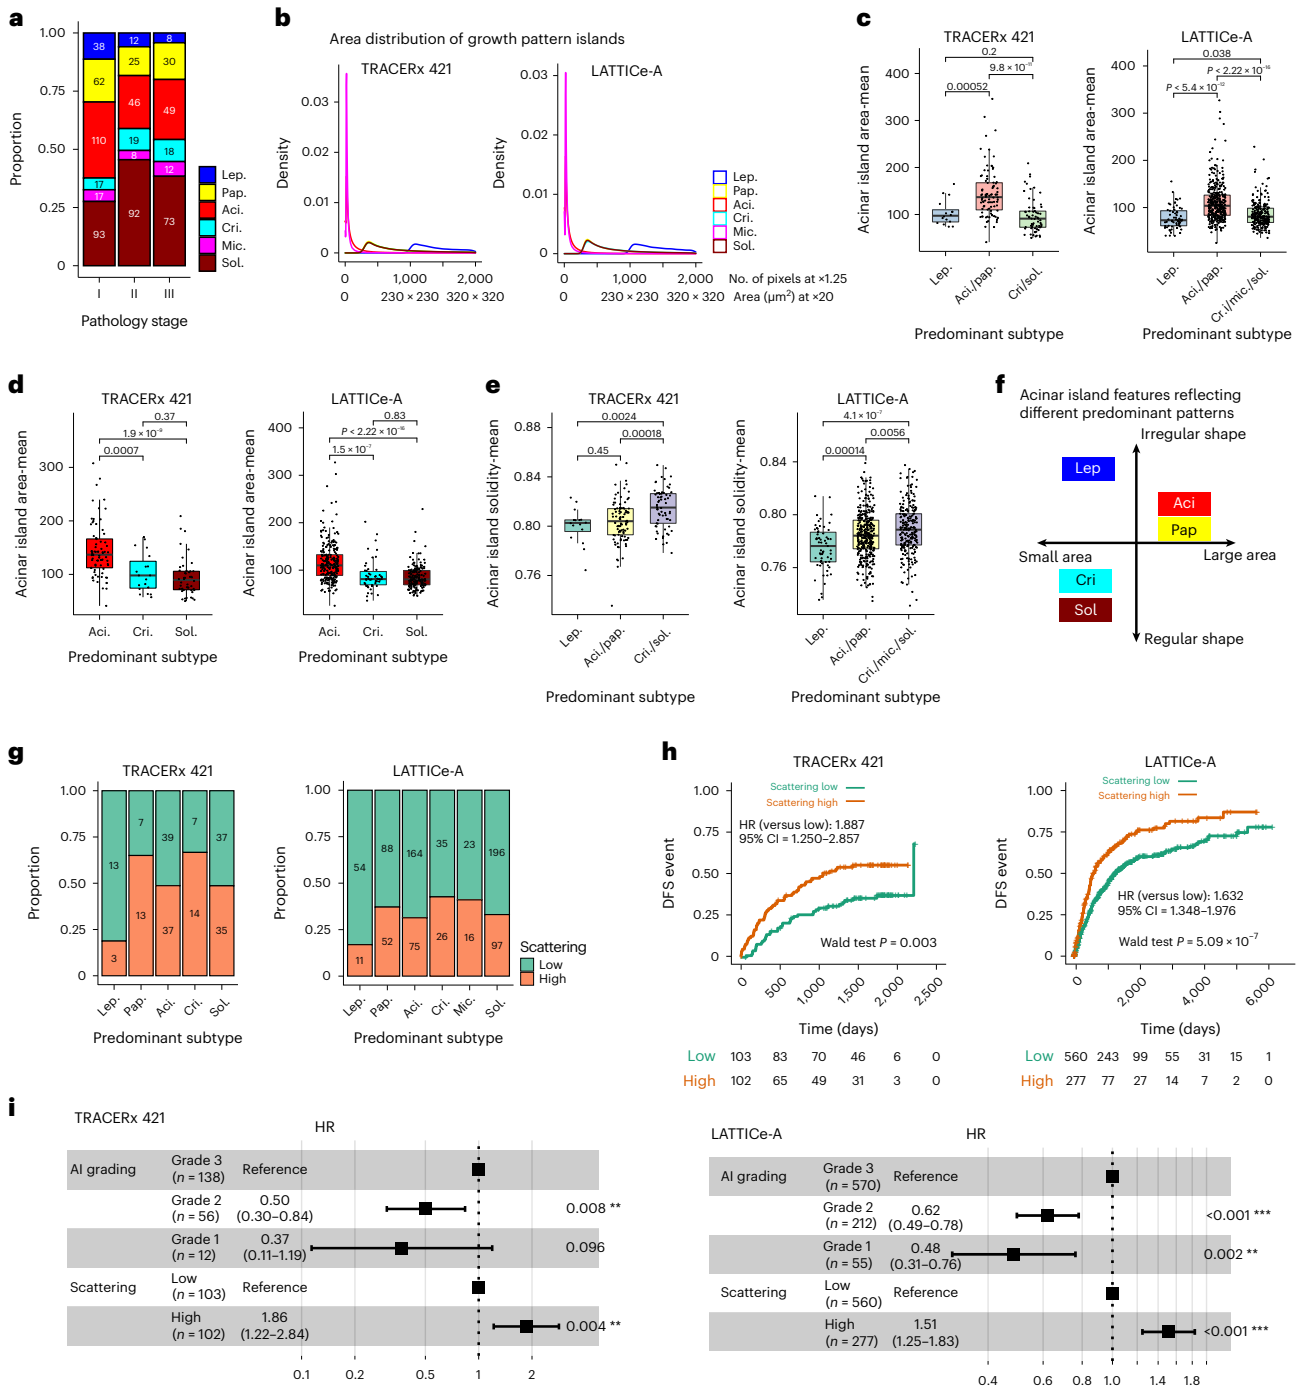 a
Proportion
1.00
0.75
0.50
0.25
0
38
62
110
17
17
93
12
25
46
19
8
92
8
30
49
18
12
73
I II III
Pathology stage
Lep.
Pap.
Aci.
Cri.
Mic.
Sol.
b
Area distribution of growth pattern islands
TRACERx 421
Density
0.03
0.02
0.01
0
0 1,000 2,000
0 230 × 230 320 × 320
LATTICe-A
Density
0.03
0.02
0.01
0
1,000 2,000 No. of pixels at ×1.25
0 230 × 230 320 × 320 Area (µm²) at ×20
Lep.
Pap.
Aci.
Cri.
Mic.
Sol.
c
TRACERx 421
Acinar island area-mean
400
300
200
100
0.2
9.8 × 10⁻¹¹
0.00052
Lep.
Aci./pap.
Cri/sol.
Predominant subtype
LATTICe-A
Acinar island area-mean
400
300
200
100
0.038
P < 2.22 × 10⁻¹⁶
P < 5.4 × 10⁻¹²
Lep.
Aci./pap.
Cr.i/mic./sol.
Predominant subtype
d
TRACERx 421
Acinar island area-mean
300
200
100
0.37
1.9 × 10⁻⁹
0.0007
Aci. Cri. Sol.
Predominant subtype
LATTICe-A
Acinar island area-mean
400
300
200
100
0.83
P < 2.22 × 10⁻¹⁶
1.5 × 10⁻⁷
Aci. Cri. Sol.
Predominant subtype
e
TRACERx 421
Acinar island solidity-mean
0.88
0.84
0.80
0.76
0.0024
0.00018
0.45
Lep.
Aci./pap.
Cri./sol.
Predominant subtype
LATTICe-A
Acinar island solidity-mean
0.84
0.80
0.76
4.1 × 10⁻⁷
0.0056
0.00014
Lep.
Aci./pap.
Cri./mic./sol.
Predominant subtype
f
Acinar island features reflecting
different predominant patterns
Irregular shape
Lep
Aci
Pap
Small area
Large area
Cri
Sol
Regular shape
g
TRACERx 421
Proportion
1.00
0.75
0.50
0.25
0
13
3
7
13
39
37
7
14
37
35
Lep. Pap. Aci. Cri. Sol.
Predominant subtype
LATTICe-A
Proportion
1.00
0.75
0.50
0.25
0
54
11
88
52
164
75
35
26
23
16
196
97
Lep. Pap. Aci. Cri. Mic. Sol.
Predominant subtype
Scattering
Low
High
h
TRACERx 421
Scattering low
Scattering high
DFS event
1.00
0.75
0.50
0.25
0
HR (versus low): 1.887
95% CI = 1.250–2.857
Wald test P = 0.003
0 500 1,000 1,500 2,000 2,500
Time (days)
Low 103 83 70 46 6 0
High 102 65 49 31 3 0
LATTICe-A
Scattering low
Scattering high
DFS event
1.00
0.75
0.50
0.25
0
HR (versus low): 1.632
95% CI = 1.348–1.976
Wald test P = 5.09 × 10⁻⁷
0 2,000 4,000 6,000
Time (days)
Low 560 243 99 55 31 15 1
High 277 77 27 14 7 2 0
i
TRACERx 421
HR
AI grading
Grade 3
(n = 138)
Reference
Grade 2
(n = 56)
0.50
(0.30–0.84)
0.008 **
Grade 1
(n = 12)
0.37
(0.11–1.19)
0.096
Scattering
Low
(n = 103)
Reference
High
(n = 102)
1.86
(1.22–2.84)
0.004 **
0.1 0.2 0.5 1 2
LATTICe-A
HR
AI grading
Grade 3
(n = 570)
Reference
Grade 2
(n = 212)
0.62
(0.49–0.78)
<0.001 ***
Grade 1
(n = 55)
0.48
(0.31–0.76)
0.002 **
Scattering
Low
(n = 560)
Reference
High
(n = 277)
1.51
(1.25–1.83)
<0.001 ***
0.4 0.6 0.8 1.0 1.4 1.8